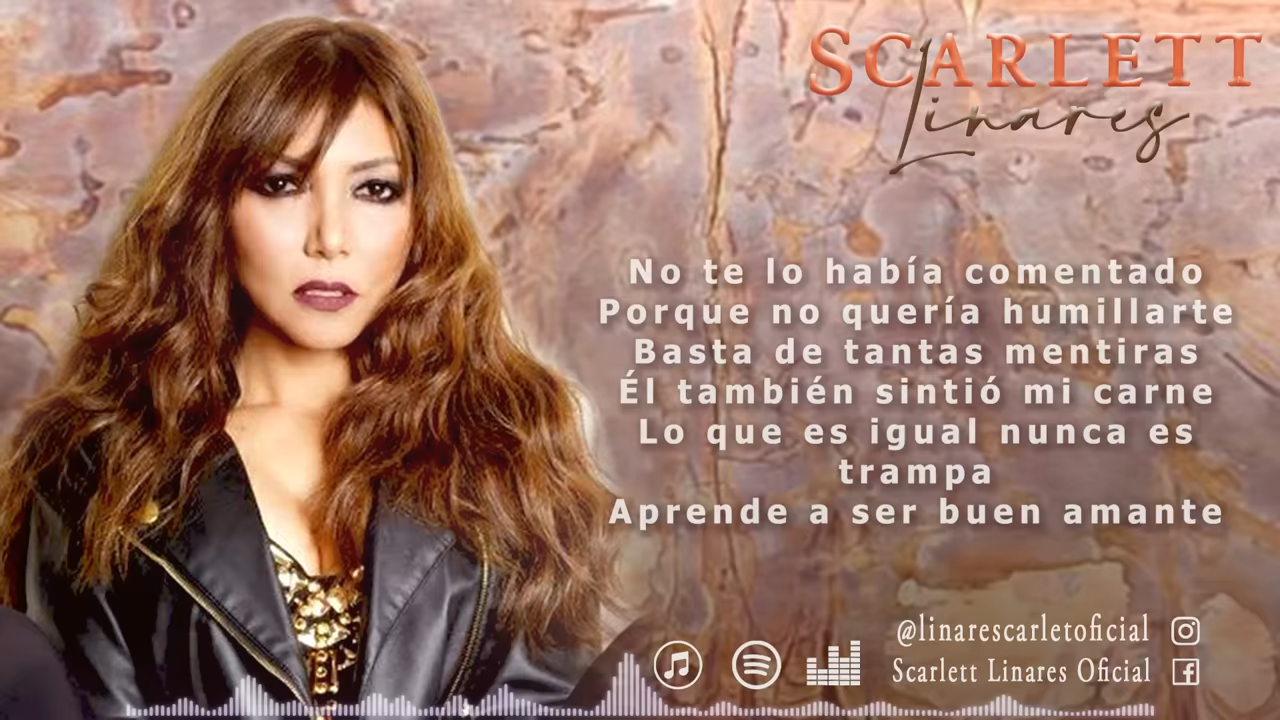 SCARLETT
Linares
No te lo había comentado
Porque no quería humillarte
Basta de tantas mentiras
Él también sintió mi carne
Lo que es igual nunca es
trampa
Aprende a ser buen amante
@linarescarletoficial
Scarlett Linares Oficial